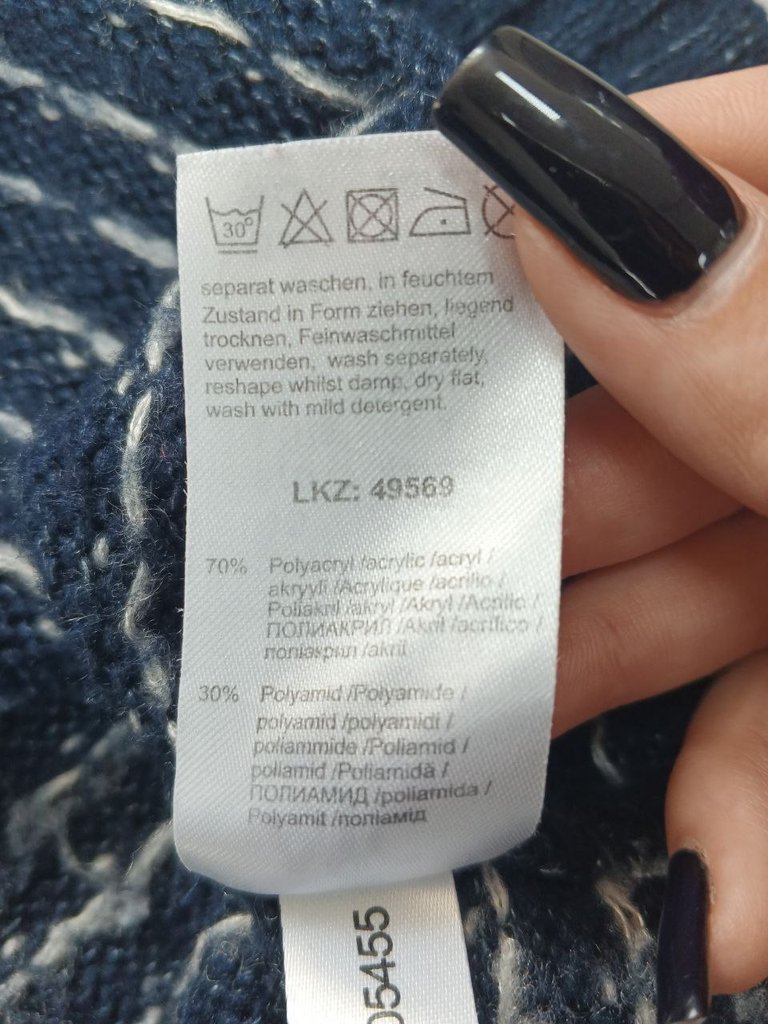 30°
separat waschen, in feuchtem
Zustand in Form ziehen, liegend
trocknen, Feinwaschmittel
verwenden, wash separately,
reshape whilst damp, dry flat,
wash with mild detergent.
LKZ: 49569
70% Polyacryl /acrylic /acryl /
akryyli /Acrylique /acrilio /
Poliakril /akryl /Akryl /Acrilic /
ПОЛИАКРИЛ /Akril /acrílico /
поліакрил /akril
30% Polyamid /Polyamide /
polyamid /polyamidi /
poliammide /Poliamid /
poliamid /Poliamidă /
ПОЛИАМИД /poliamida /
Polyamit /поліамід
05455